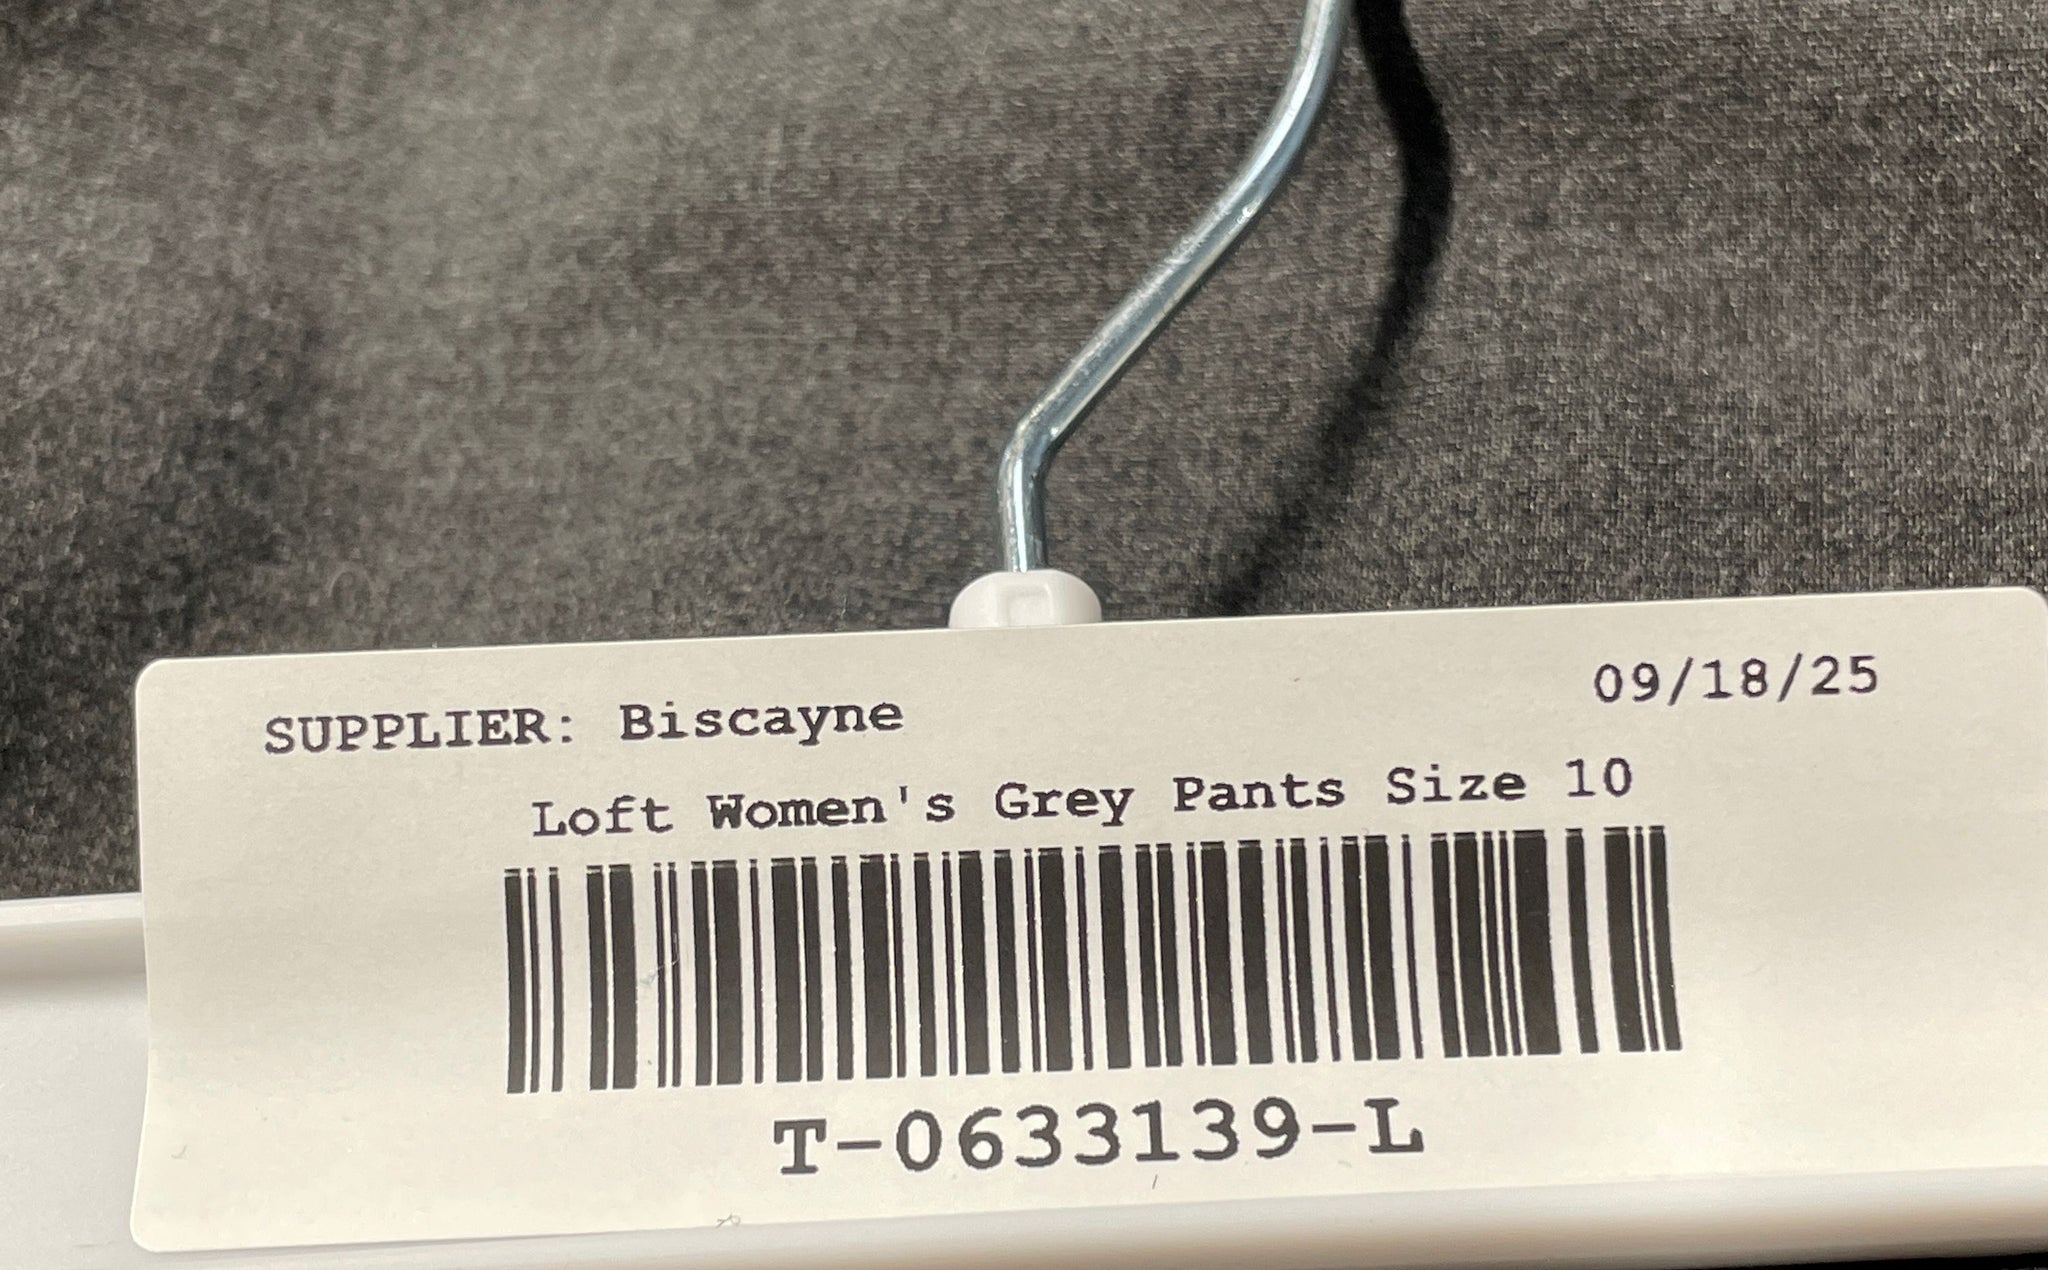 SUPPLIER: Biscayne 09/18/25
Loft Women's Grey Pants Size 10
T-0633139-L